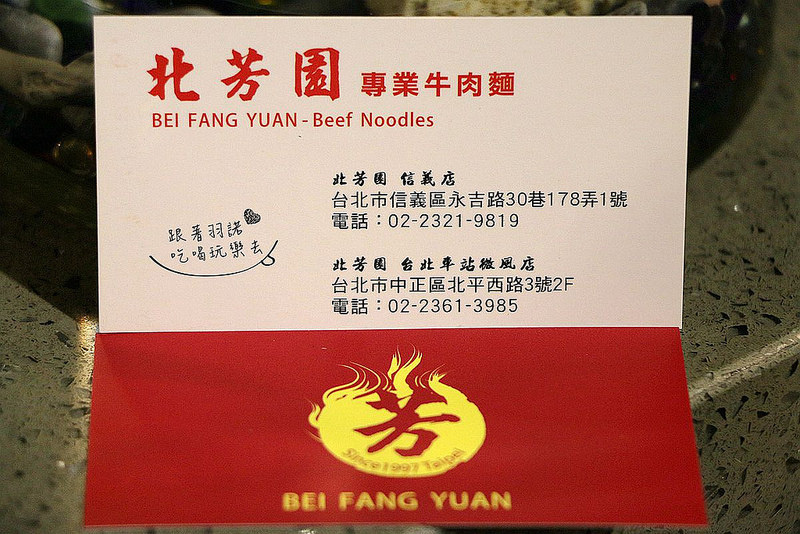 北芳園 專業牛肉麵
BEI FANG YUAN - Beef Noodles
北芳園 信義店
台北市信義區永吉路30巷178弄1號
電話：02-2321-9819
跟著羽諾
吃喝玩樂去
北芳園 台北車站微風店
台北市中正區北平西路3號2F
電話：02-2361-3985
芳
Since1997 Taipei
BEI FANG YUAN